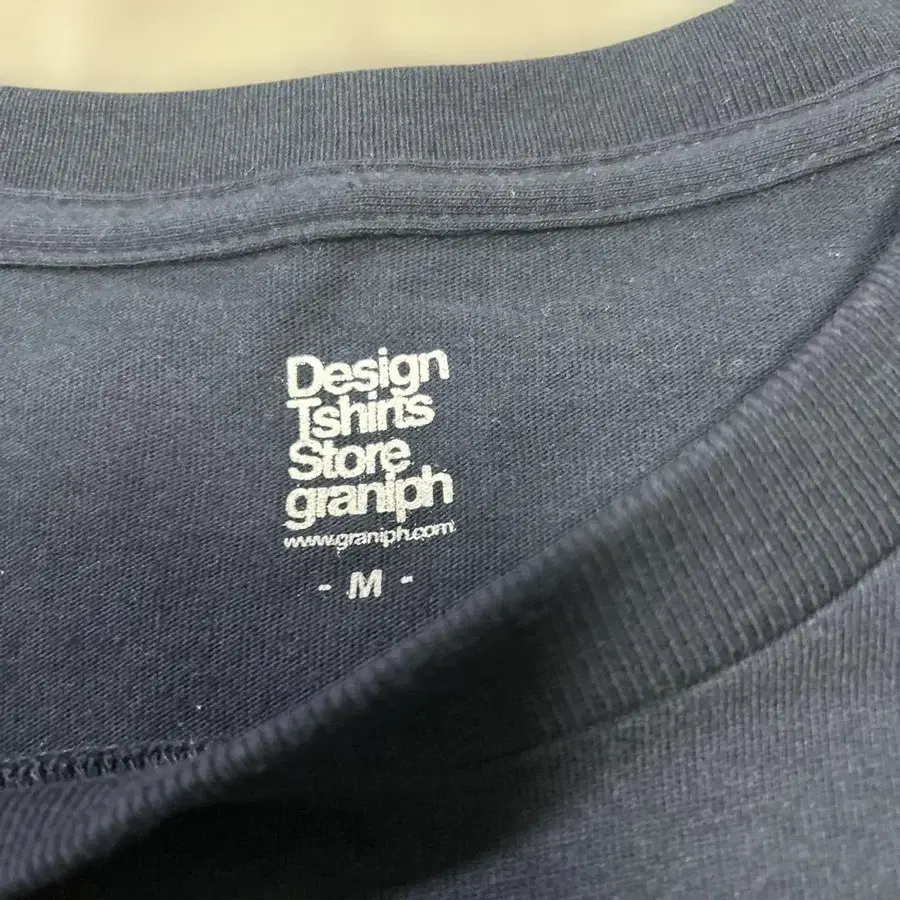 Design
Tshirts
Store
graniph
www.graniph.com
- M -